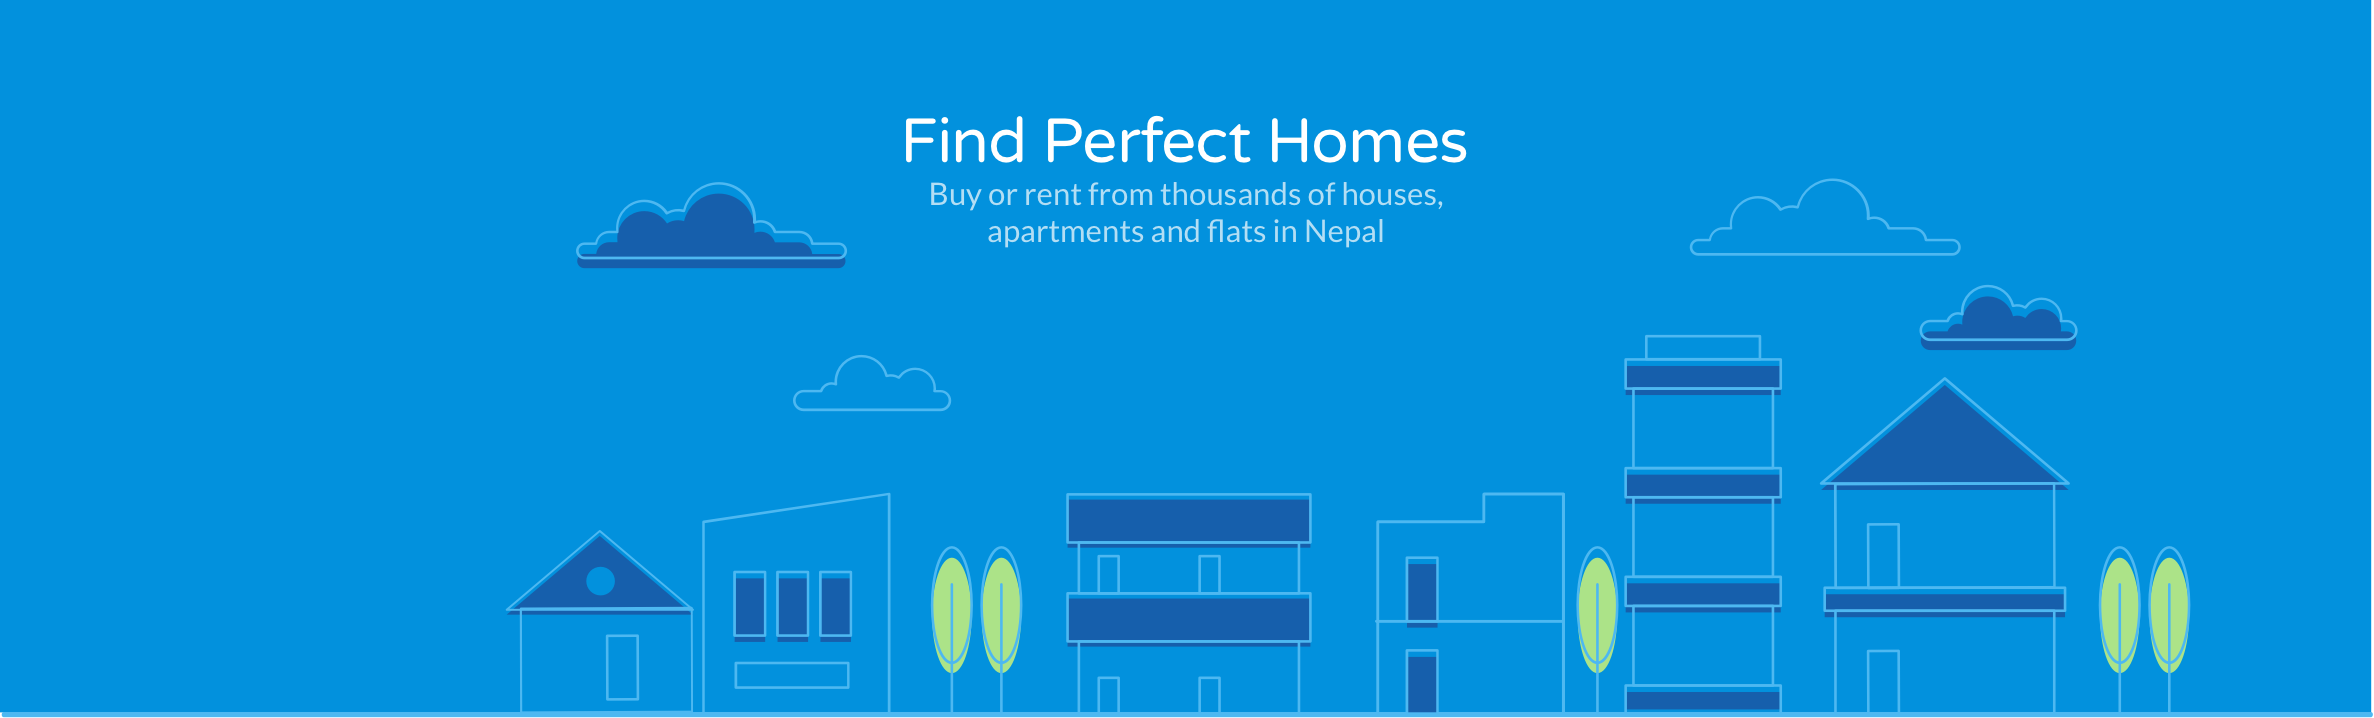 Find Perfect Homes
Buy or rent from thousands of houses,
apartments and flats in Nepal